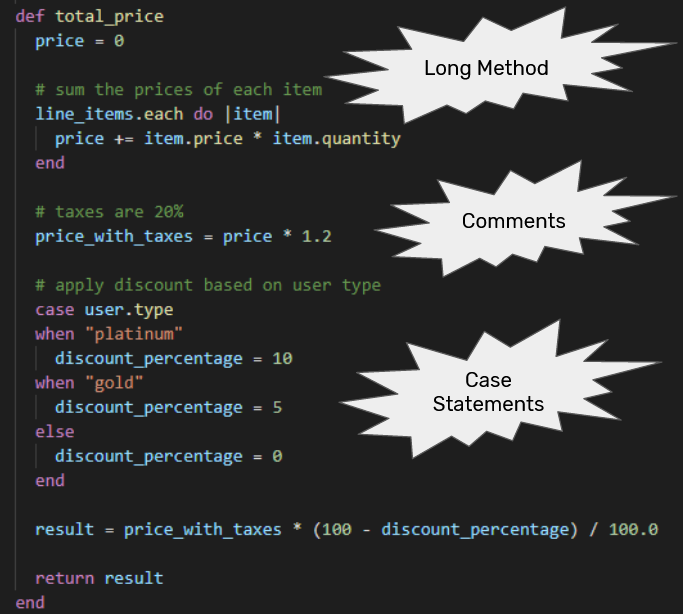 def total_price
price = 0
# sum the prices of each item
line_items.each do |item|
price += item.price * item.quantity
end
# taxes are 20%
price_with_taxes = price * 1.2
# apply discount based on user type
case user.type
when "platinum"
discount_percentage = 10
when "gold"
discount_percentage = 5
else
discount_percentage = 0
end
result = price_with_taxes * (100 - discount_percentage) / 100.0
return result
end
Long Method
Comments
Case
Statements